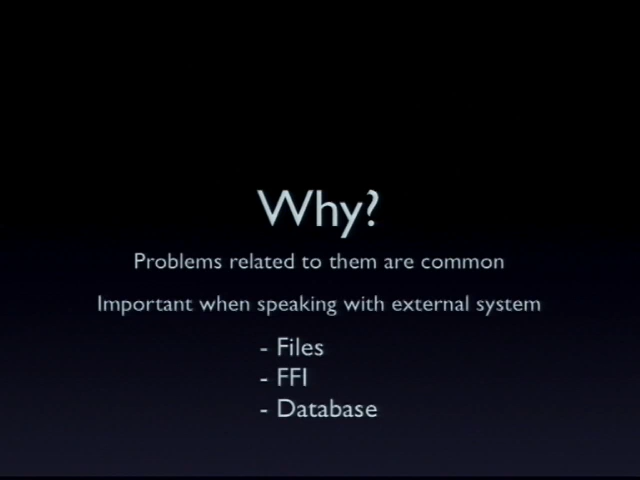 Why?
Problems related to them are common
Important when speaking with external system
- Files
- FFI
- Database